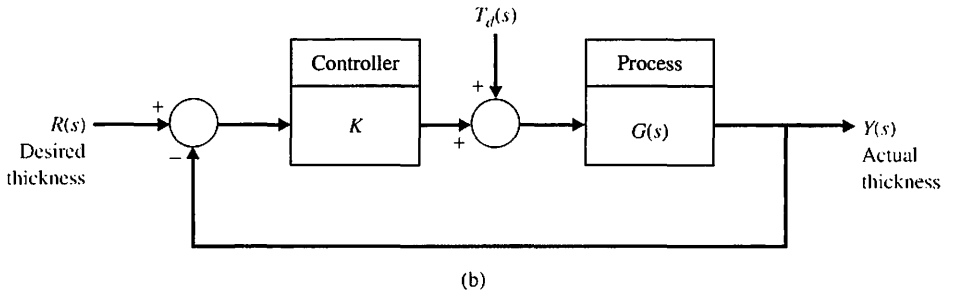 T_d(s)
Controller
Process
K
G(s)
+
+
+
−
R(s)
Desired
thickness
Y(s)
Actual
thickness
(b)